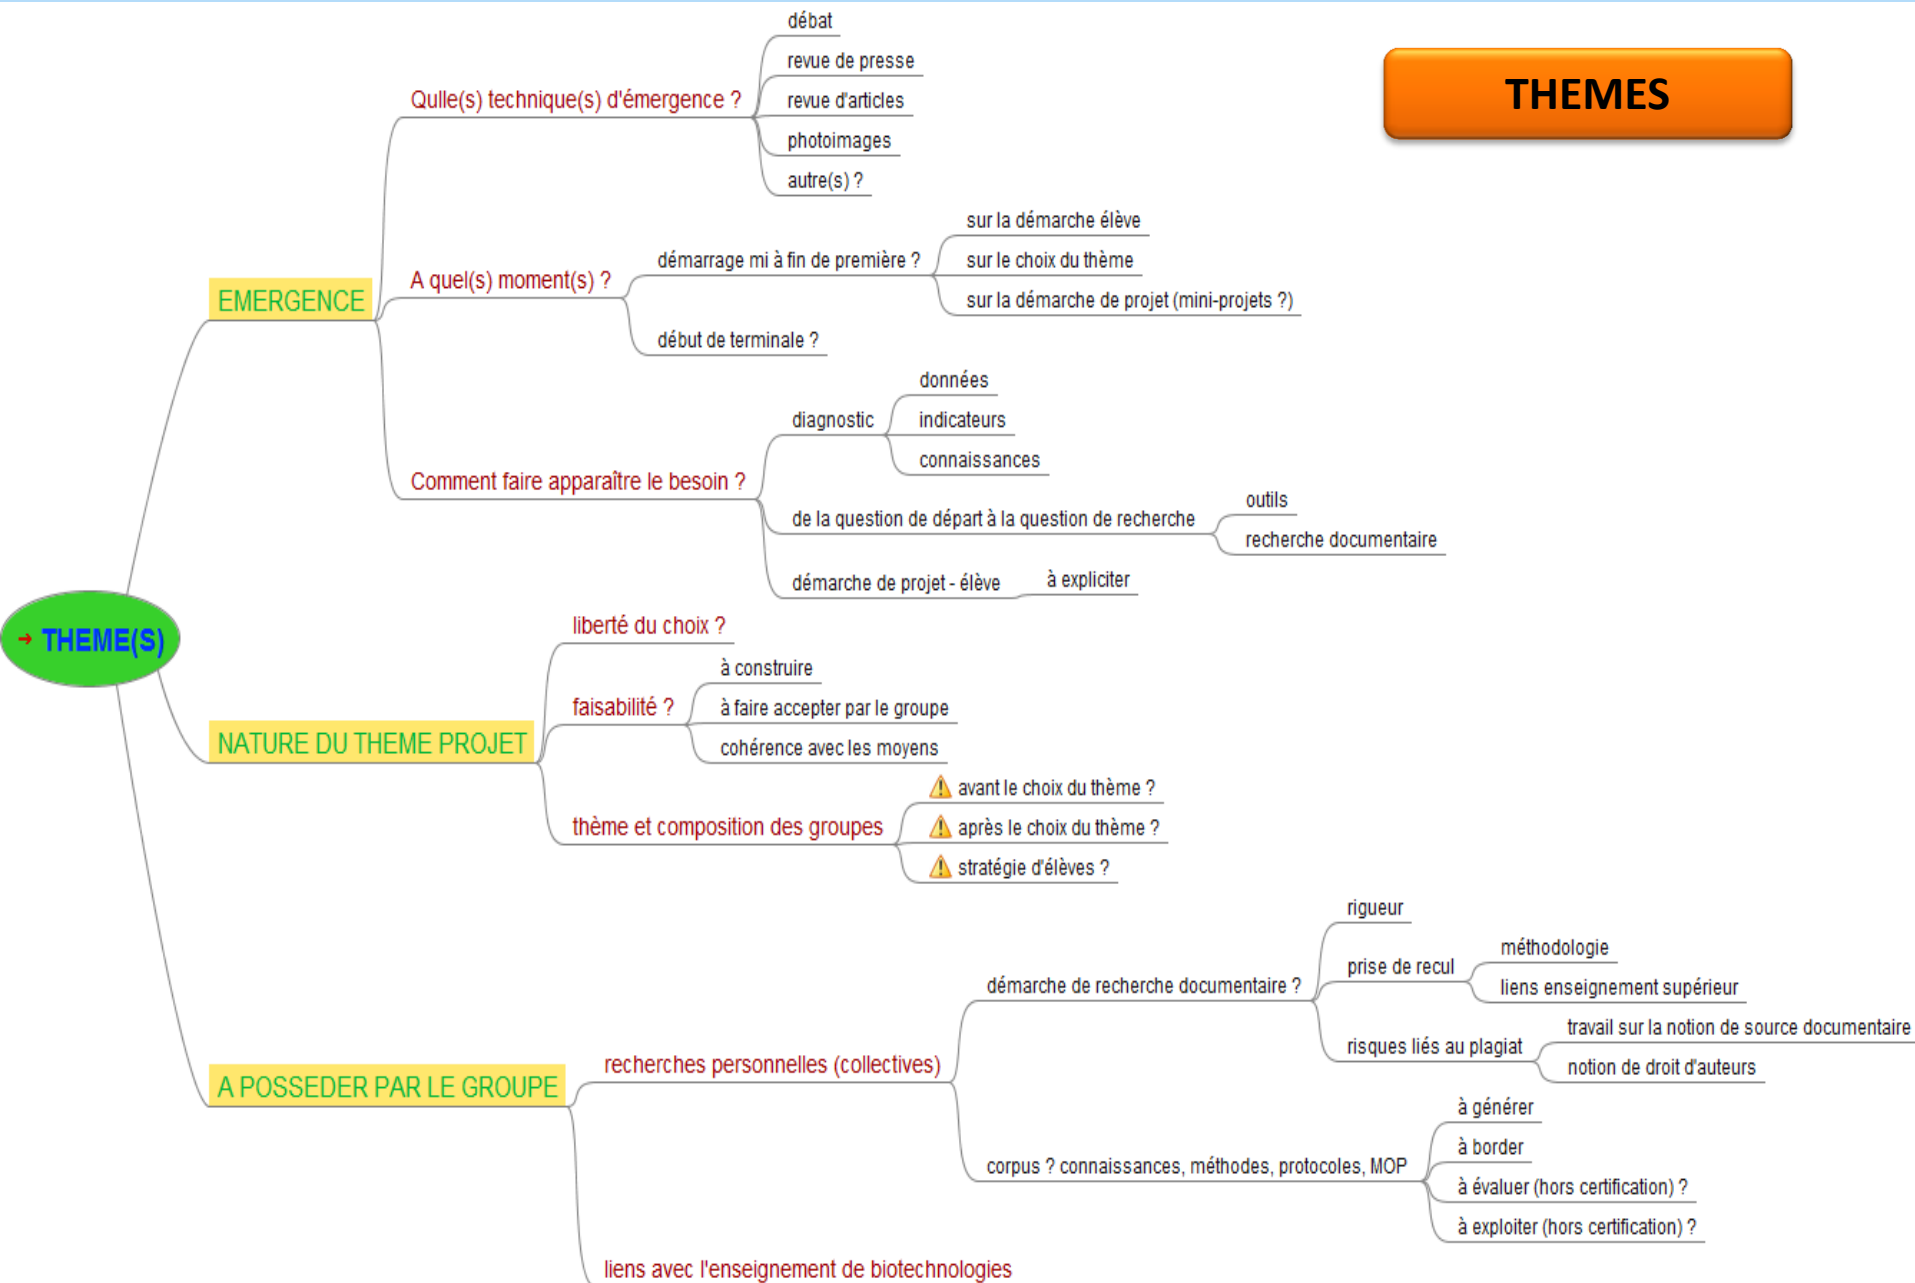 THEMES
→ THEME(S)
EMERGENCE
Qulle(s) technique(s) d'émergence ?
débat
revue de presse
revue d'articles
photoimages
autre(s) ?
A quel(s) moment(s) ?
démarrage mi à fin de première ?
sur la démarche élève
sur le choix du thème
sur la démarche de projet (mini-projets ?)
début de terminale ?
Comment faire apparaître le besoin ?
diagnostic
données
indicateurs
connaissances
de la question de départ à la question de recherche
outils
recherche documentaire
démarche de projet - élève
à expliciter
NATURE DU THEME PROJET
liberté du choix ?
faisabilité ?
à construire
à faire accepter par le groupe
cohérence avec les moyens
thème et composition des groupes
avant le choix du thème ?
après le choix du thème ?
stratégie d'élèves ?
A POSSEDER PAR LE GROUPE
recherches personnelles (collectives)
démarche de recherche documentaire ?
rigueur
prise de recul
méthodologie
liens enseignement supérieur
risques liés au plagiat
travail sur la notion de source documentaire
notion de droit d'auteurs
corpus ? connaissances, méthodes, protocoles, MOP
à générer
à border
à évaluer (hors certification) ?
à exploiter (hors certification) ?
liens avec l'enseignement de biotechnologies